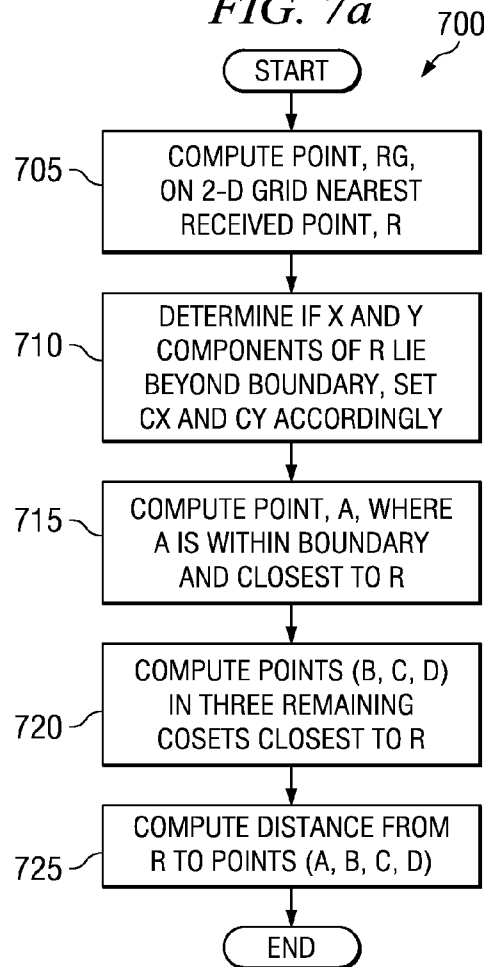 FIG. 7a
700
START
705
COMPUTE POINT, RG,
ON 2-D GRID NEAREST
RECEIVED POINT, R
710
DETERMINE IF X AND Y
COMPONENTS OF R LIE
BEYOND BOUNDARY, SET
CX AND CY ACCORDINGLY
715
COMPUTE POINT, A, WHERE
A IS WITHIN BOUNDARY
AND CLOSEST TO R
720
COMPUTE POINTS (B, C, D)
IN THREE REMAINING
COSETS CLOSEST TO R
725
COMPUTE DISTANCE FROM
R TO POINTS (A, B, C, D)
END